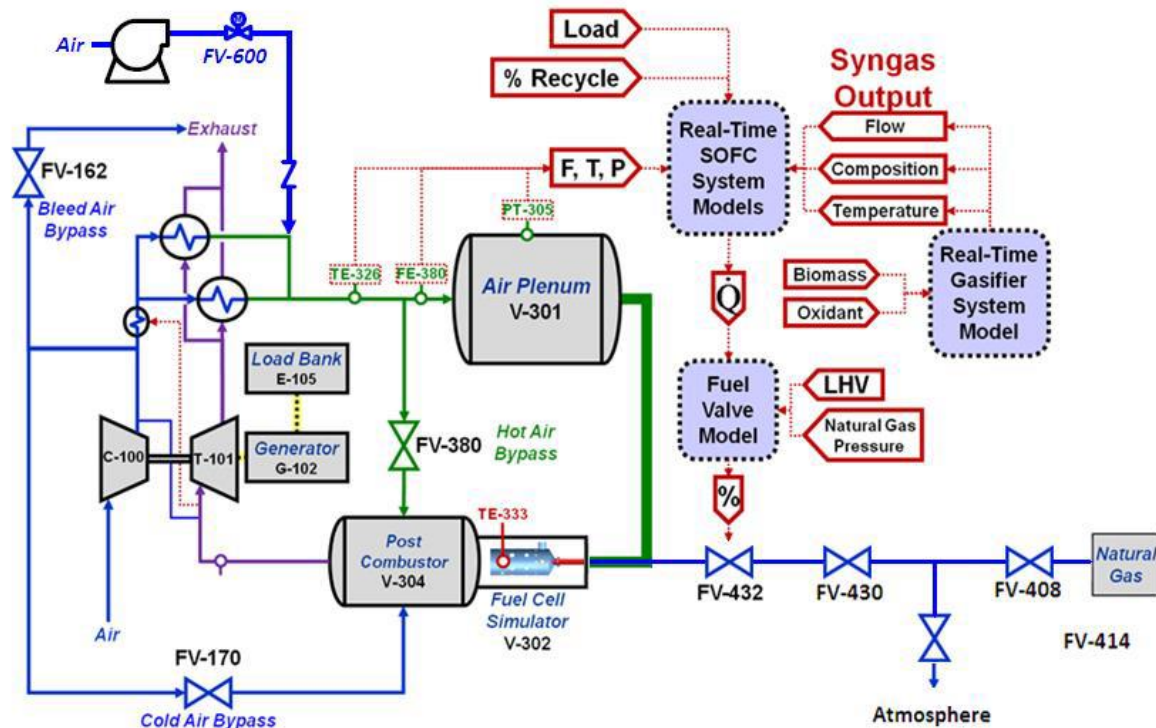 Air
FV-600
Load
% Recycle
Syngas
Output
Exhaust
FV-162
Bleed Air
Bypass
F, T, P
Real-Time
SOFC
System
Models
Flow
Composition
Temperature
PT-305
TE-326
FE-380
Air Plenum
V-301
Biomass
Oxidant
Real-Time
Gasifier
System
Model
Q̇
Load Bank
E-105
Generator
G-102
C-100
T-101
FV-380
Hot Air
Bypass
Fuel
Valve
Model
LHV
Natural Gas
Pressure
%
TE-333
Post
Combustor
V-304
Fuel Cell
Simulator
V-302
FV-432
FV-430
FV-408
Natural
Gas
FV-414
Air
FV-170
Cold Air Bypass
Atmosphere